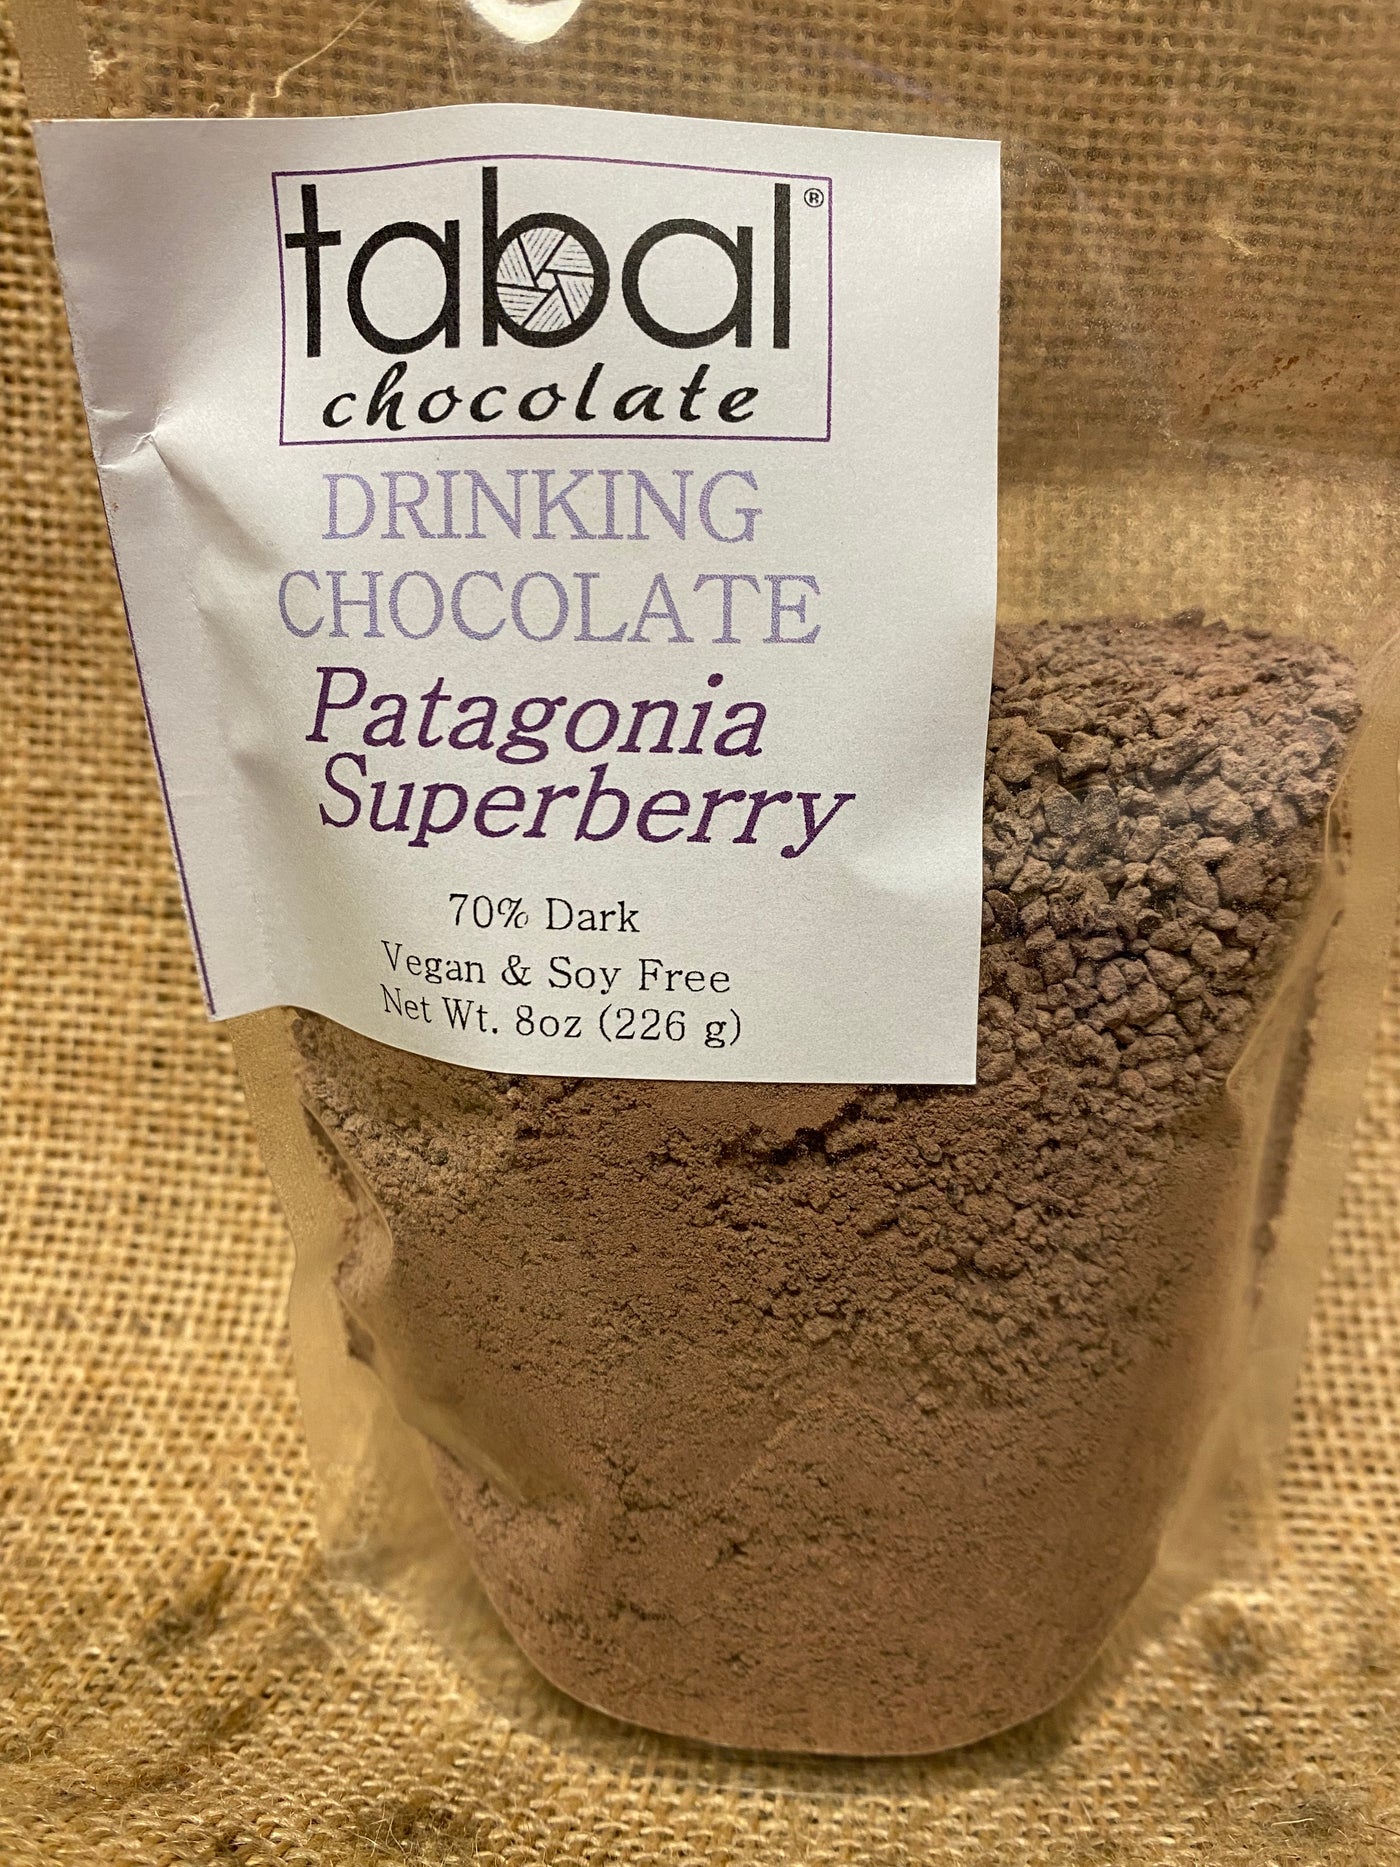 tabal®
chocolate
DRINKING
CHOCOLATE
Patagonia
Superberry
70% Dark
Vegan & Soy Free
Net Wt. 8oz (226 g)